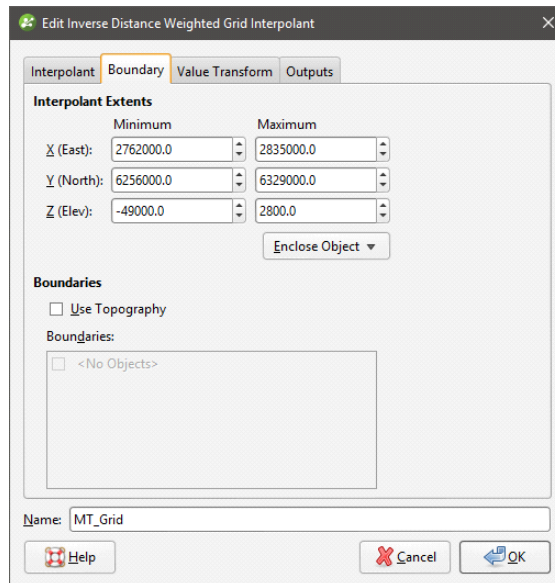 Edit Inverse Distance Weighted Grid Interpolant
Interpolant Boundary Value Transform Outputs
Interpolant Extents
Minimum Maximum
X (East): 2762000.0 2835000.0
Y (North): 6256000.0 6329000.0
Z (Elev): -49000.0 2800.0
Enclose Object
Boundaries
Use Topography
Boundaries:
<No Objects>
Name: MT_Grid
Help Cancel OK